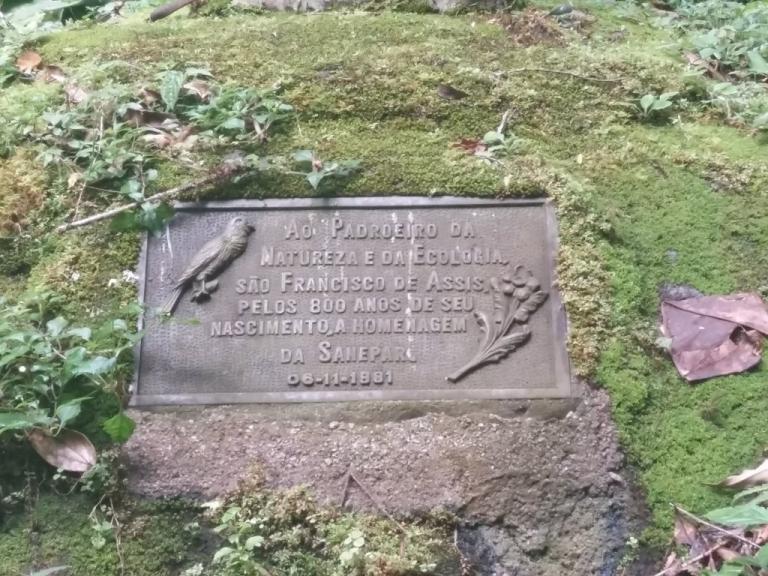 AO PADROEIRO DA
NATUREZA E DA ECOLOGIA,
SÃO FRANCISCO DE ASSIS,
PELOS 800 ANOS DE SEU
NASCIMENTO, A HOMENAGEM
DA SANEPAR.
06-11-1981